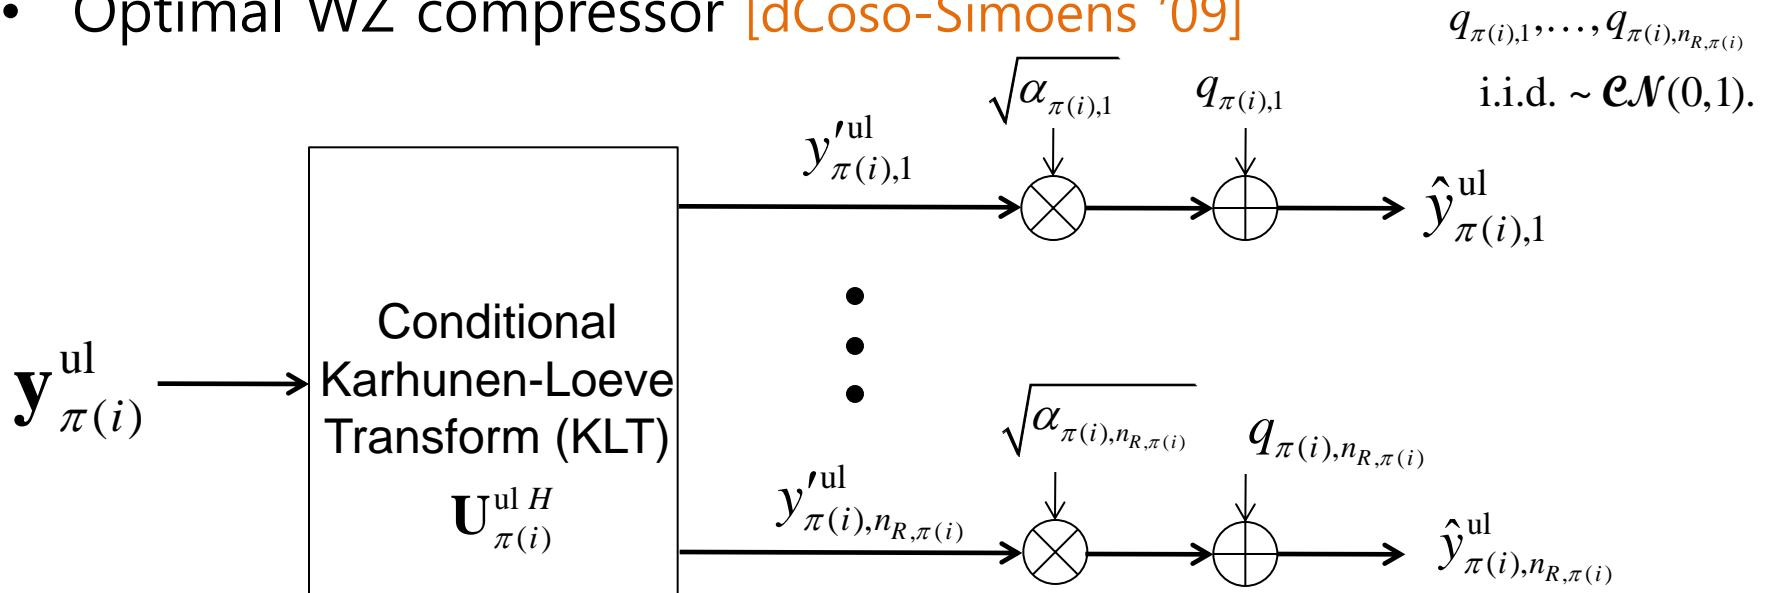 • Optimal WZ compressor [dCoso-Simoens '09]
q_{π(i),1},…,q_{π(i),n_{R,π(i)}}
i.i.d. ~ 𝓒𝓝(0,1).
√α_{π(i),1}
q_{π(i),1}
y'^{ul}_{π(i),1}
ŷ^{ul}_{π(i),1}
Conditional
Karhunen-Loeve
Transform (KLT)
𝐔^{ul H}_{π(i)}
𝐲^{ul}_{π(i)}
√α_{π(i),n_{R,π(i)}}
q_{π(i),n_{R,π(i)}}
y'^{ul}_{π(i),n_{R,π(i)}}
ŷ^{ul}_{π(i),n_{R,π(i)}}